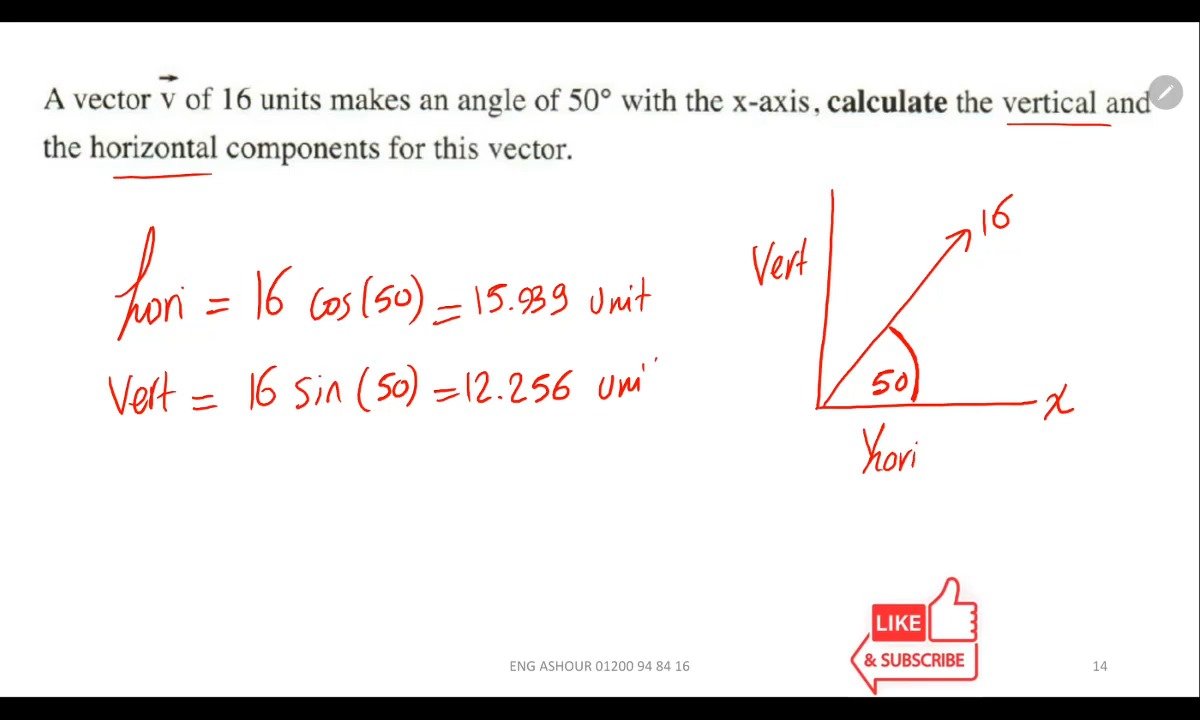 A vector v of 16 units makes an angle of 50° with the x-axis, calculate the vertical and
the horizontal components for this vector.
hori = 16 cos(50) = 15.939 unit
Vert = 16 sin(50) = 12.256 uni
Vert
16
50
x
hori
LIKE
& SUBSCRIBE
ENG ASHOUR 01200 94 84 16
14